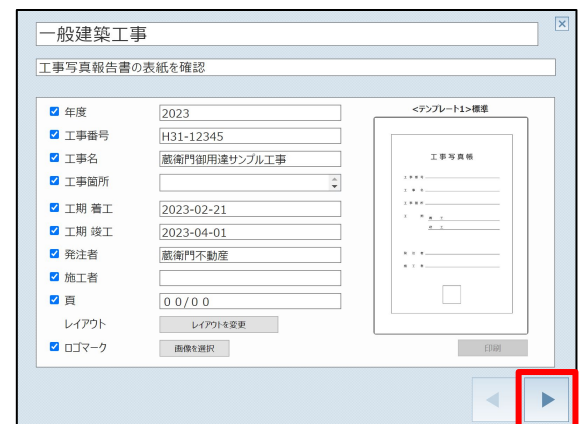 一般建築工事
工事写真報告書の表紙を確認
年度 2023
工事番号 H31-12345
工事名 蔵衛門御用達サンプル工事
工事箇所
工期 着工 2023-02-21
工期 竣工 2023-04-01
発注者 蔵衛門不動産
施工者
頁 00/00
レイアウト レイアウトを変更
ロゴマーク 画像を選択
<テンプレート1>標準
工事写真帳
印刷